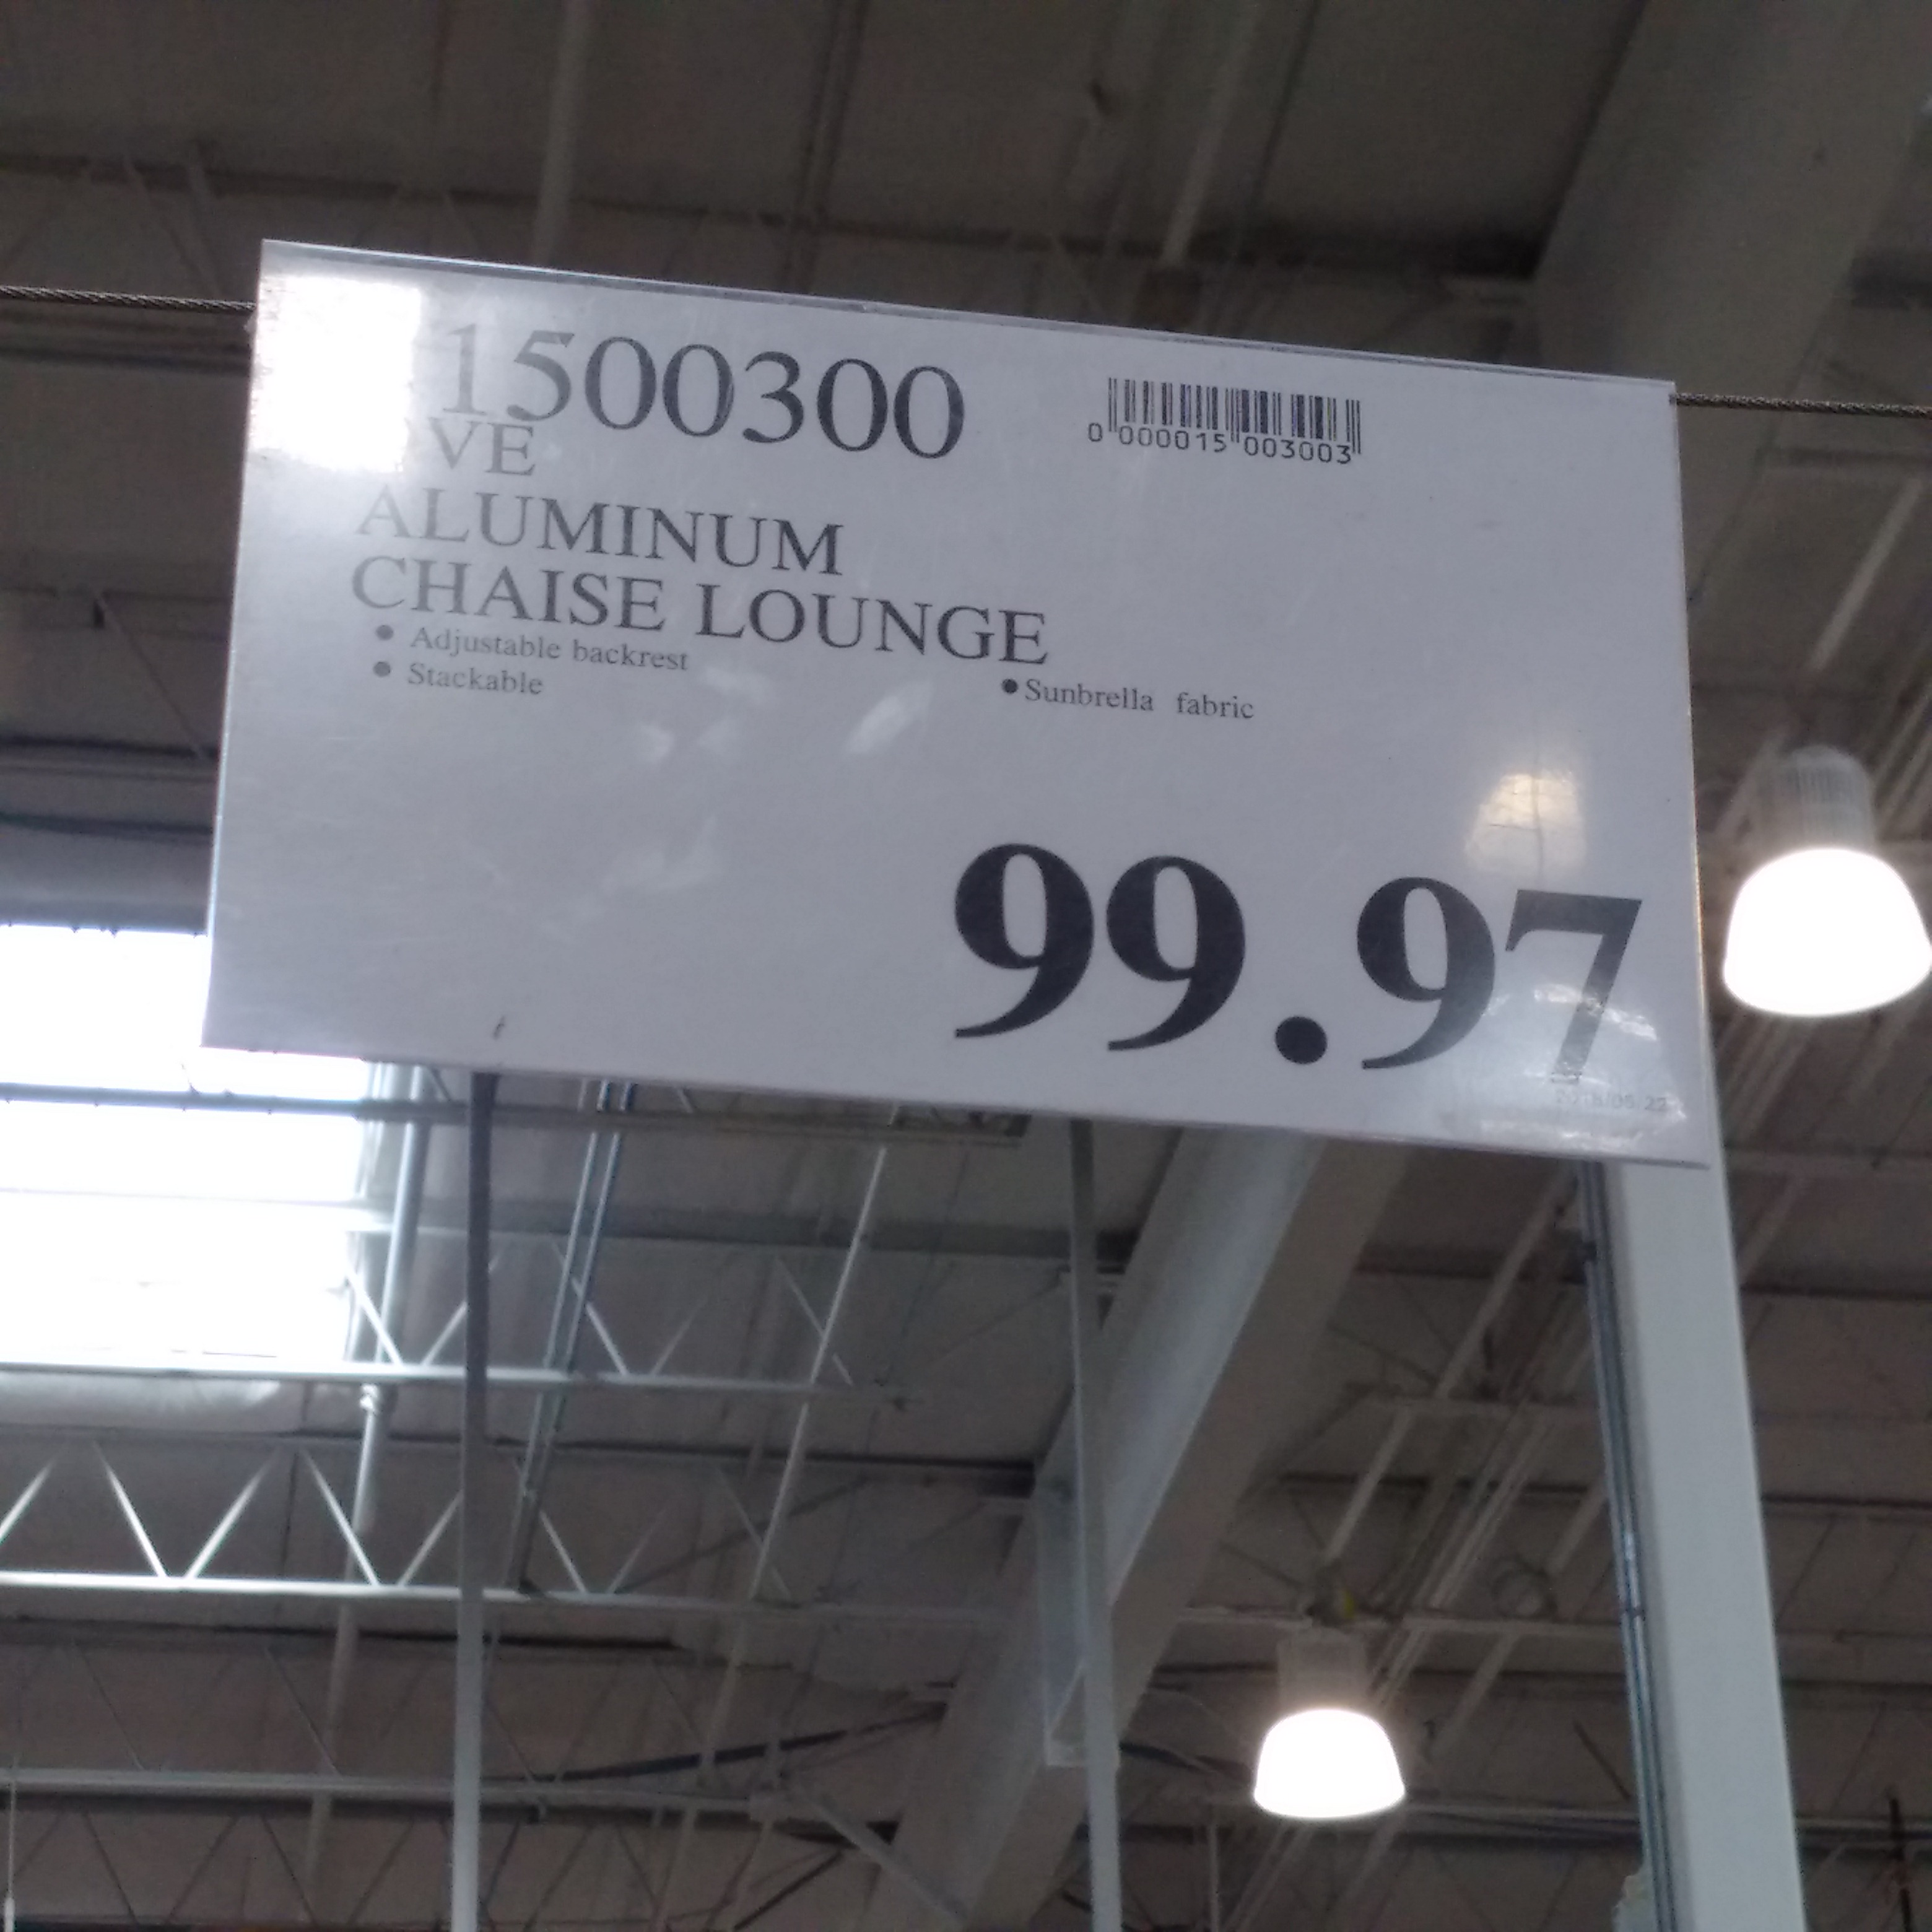 1500300
0 000015 003003
ALUMINUM
CHAISE LOUNGE
● Adjustable backrest
● Stackable
● Sunbrella fabric
99.97